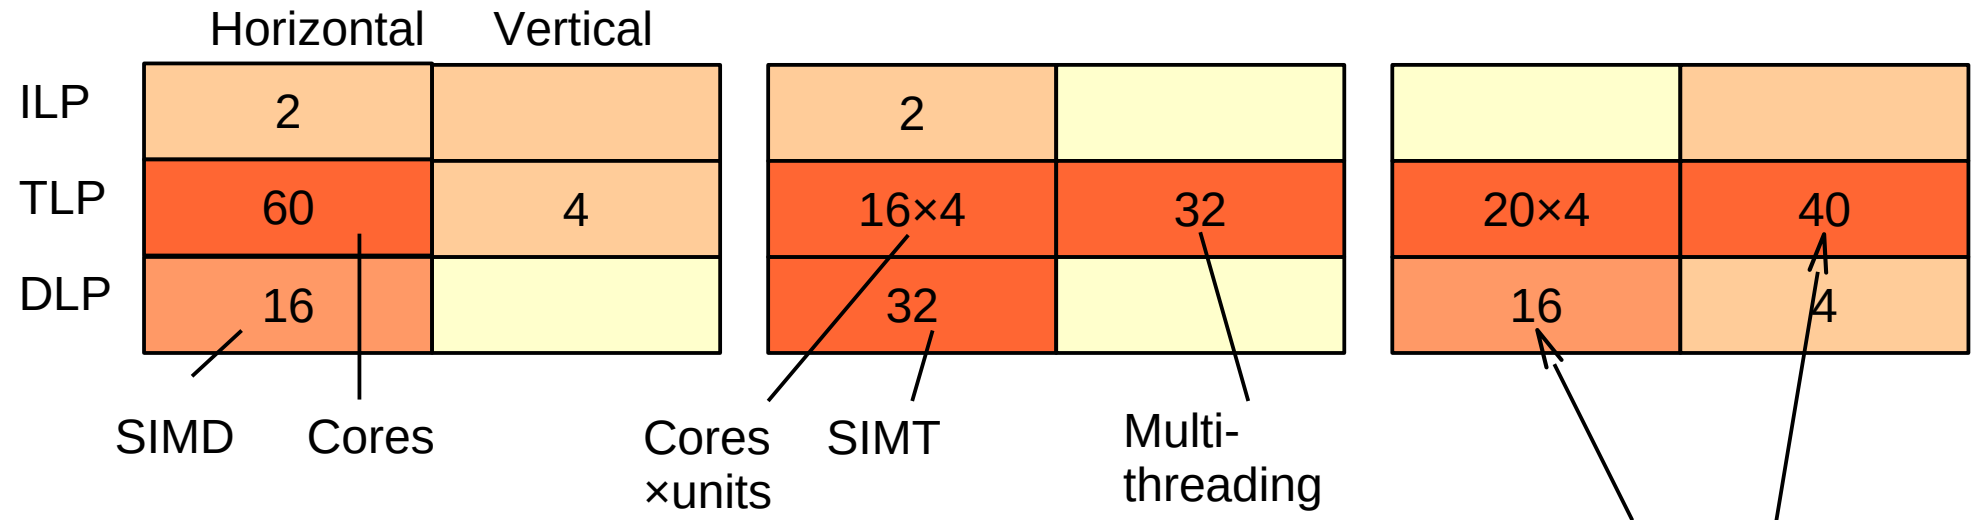 Horizontal Vertical
ILP 2 2
TLP 60 4 16×4 32 20×4 40
DLP 16 32 16 4
SIMD Cores Cores SIMT Multi-
×units threading